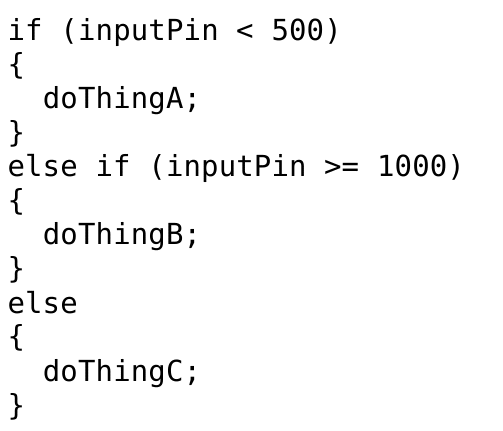 if (inputPin < 500)
{
  doThingA;
}
else if (inputPin >= 1000)
{
  doThingB;
}
else
{
  doThingC;
}